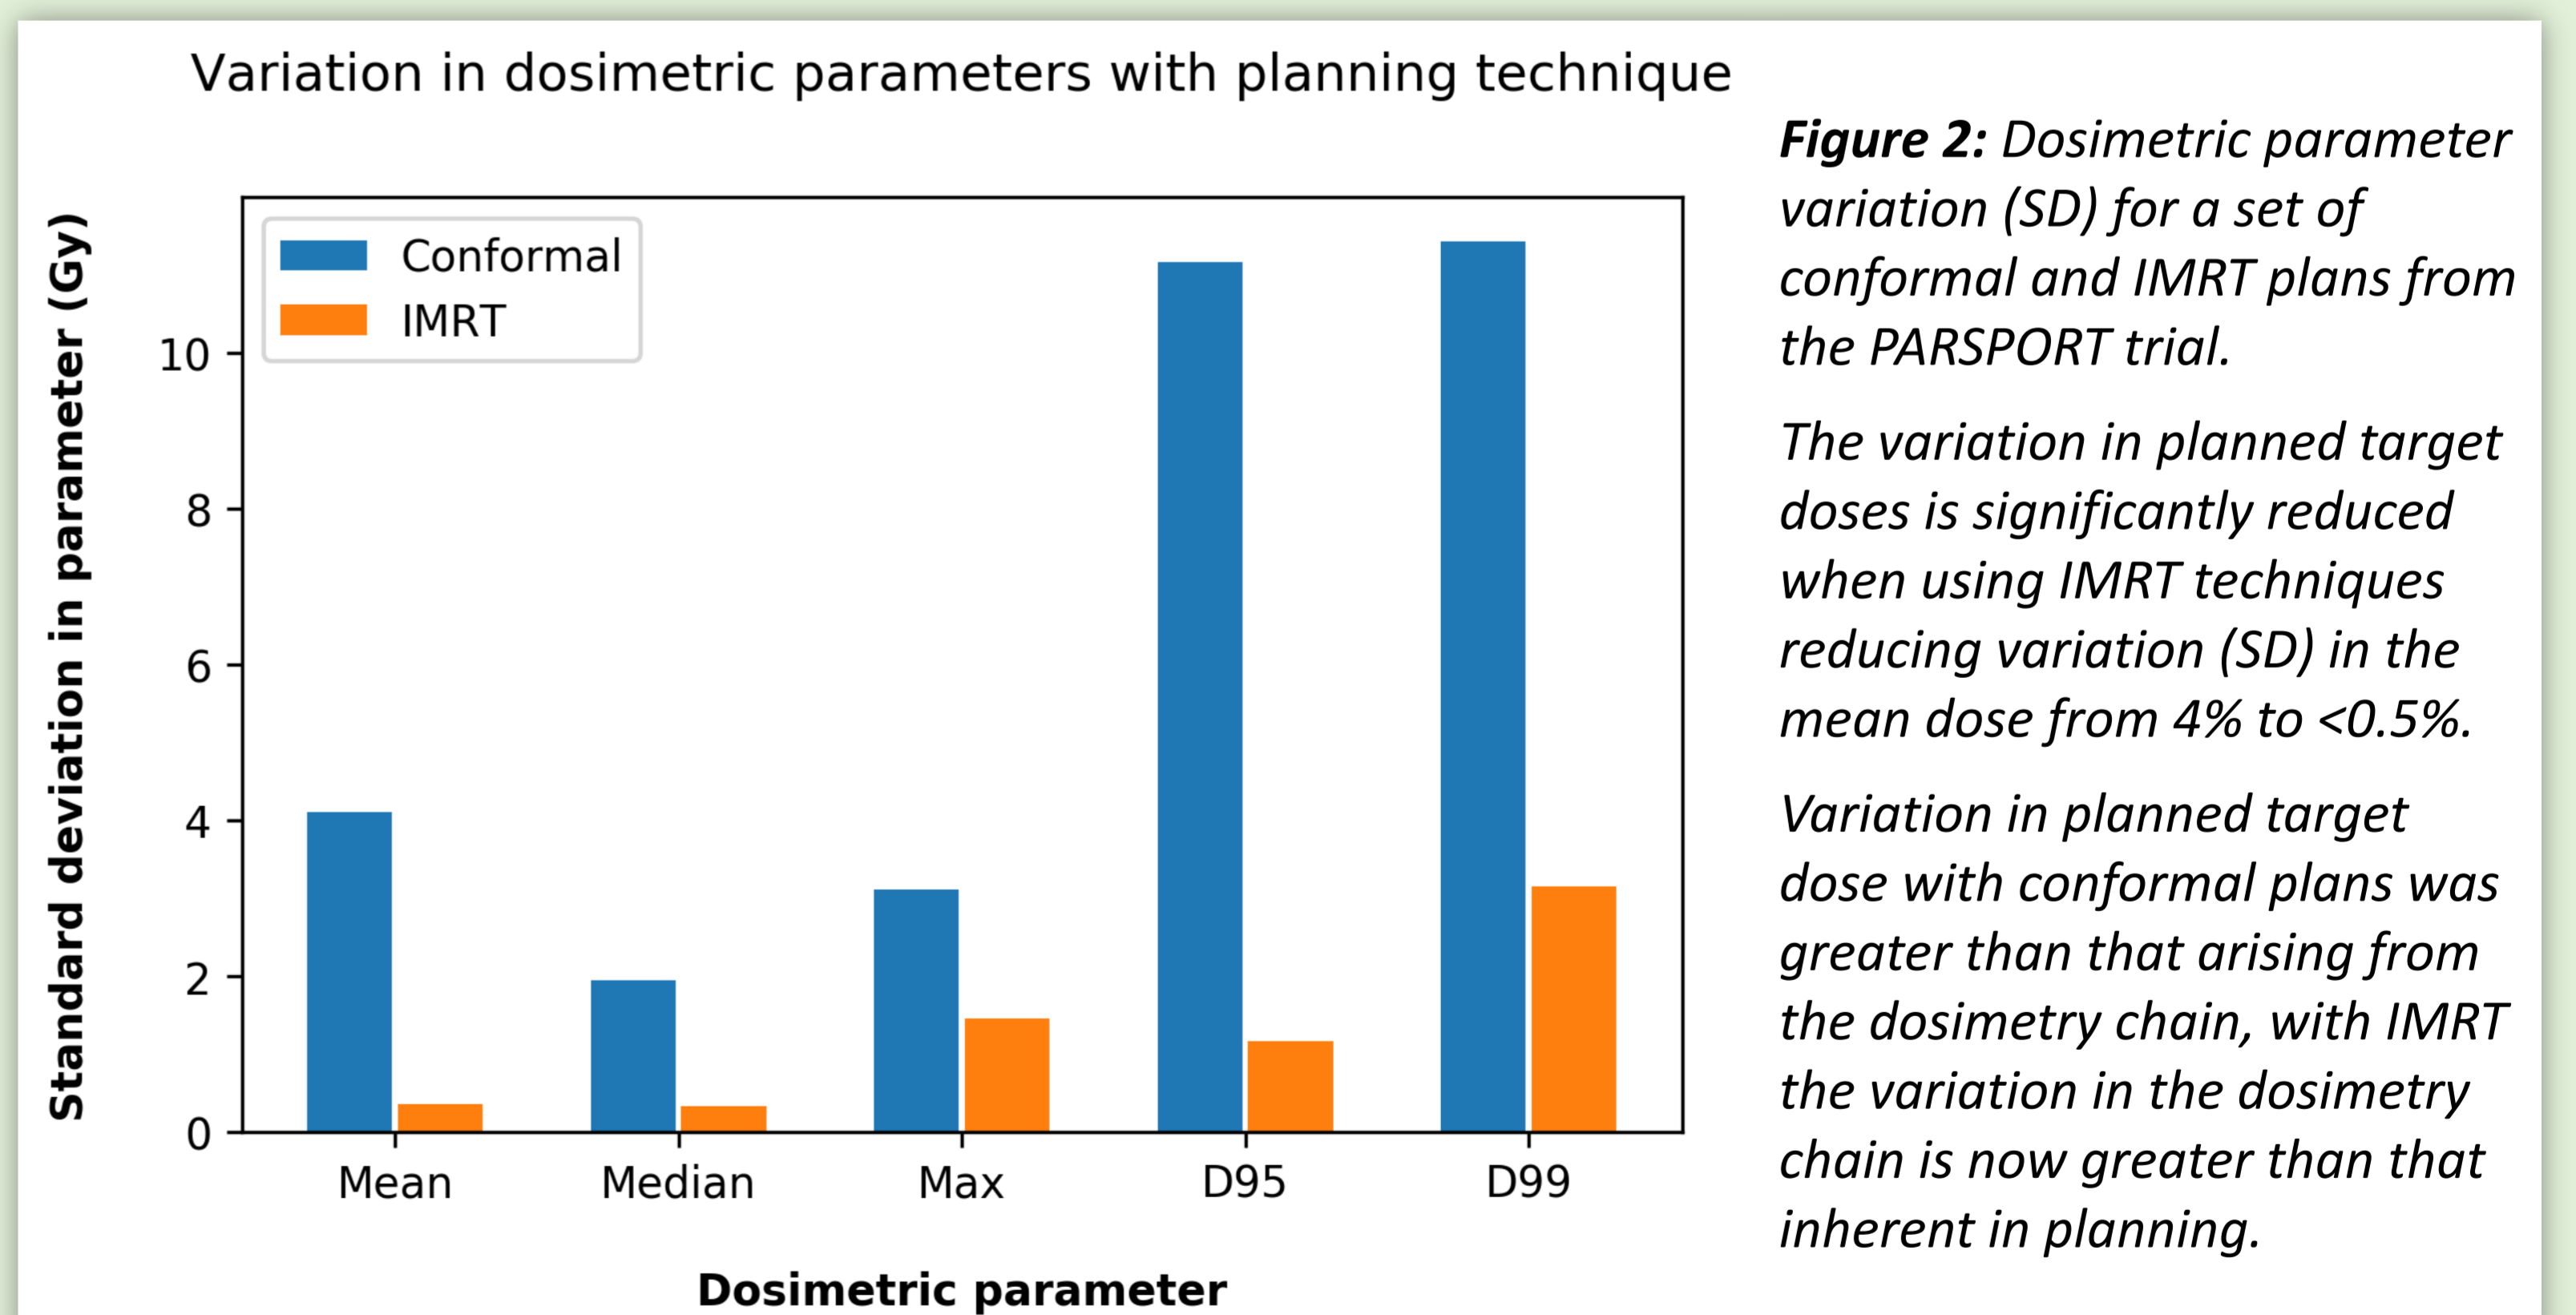 Variation in dosimetric parameters with planning technique
Standard deviation in parameter (Gy)
Conformal
IMRT
10
8
6
4
2
0
Mean Median Max D95 D99
Dosimetric parameter
Figure 2: Dosimetric parameter
variation (SD) for a set of
conformal and IMRT plans from
the PARSPORT trial.
The variation in planned target
doses is significantly reduced
when using IMRT techniques
reducing variation (SD) in the
mean dose from 4% to <0.5%.
Variation in planned target
dose with conformal plans was
greater than that arising from
the dosimetry chain, with IMRT
the variation in the dosimetry
chain is now greater than that
inherent in planning.